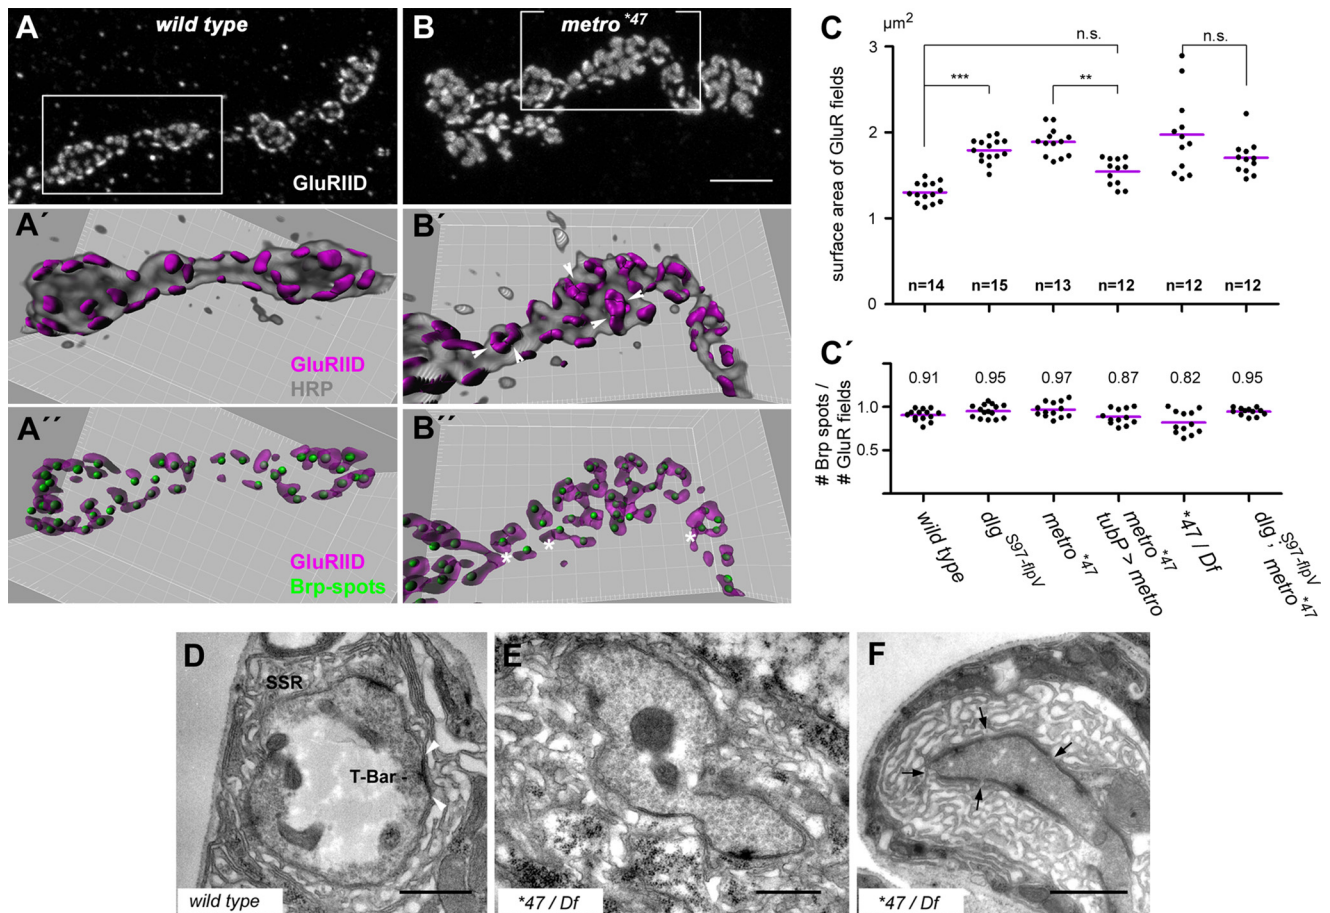 A
wild type
GluRIID
B
metro *47
A´
GluRIID
HRP
B´
A´´
GluRIID
Brp-spots
B´´
*
*
*
C
µm²
surface area of GluR fields
3
2
1
0
***
**
n.s.
n.s.
n=14
n=15
n=13
n=12
n=12
n=12
C´
# Brp spots /
# GluR fields
1.0
0.5
0.91
0.95
0.97
0.87
0.82
0.95
wild type
dlg S97-flpV
metro *47
metro *47
tubP > metro
*47 / Df
dlg S97-flpV, metro *47
D
SSR
T-Bar -
wild type
E
*47 / Df
F
*47 / Df